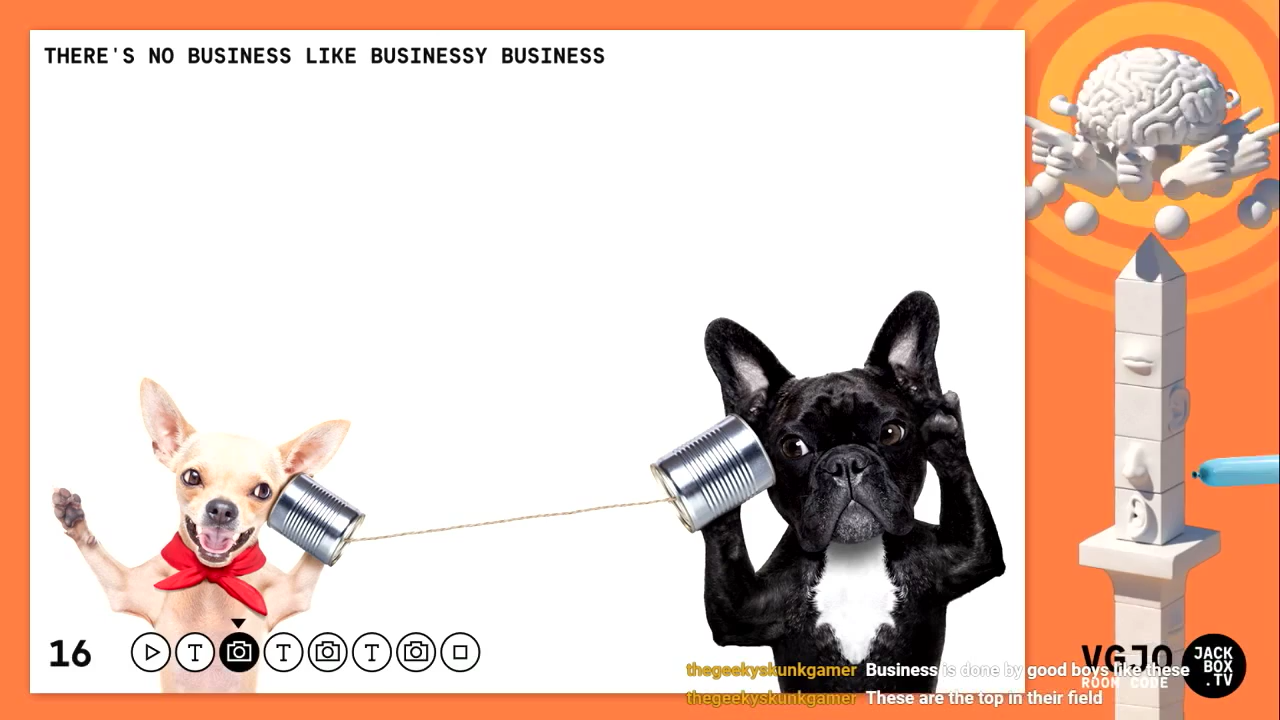 THERE'S NO BUSINESS LIKE BUSINESSY BUSINESS
16
T
T
T
VGJO
ROOM CODE
JACK
BOX
.TV
thegeekyskunkgamer Business is done by good boys like these
thegeekyskunkgamer These are the top in their field